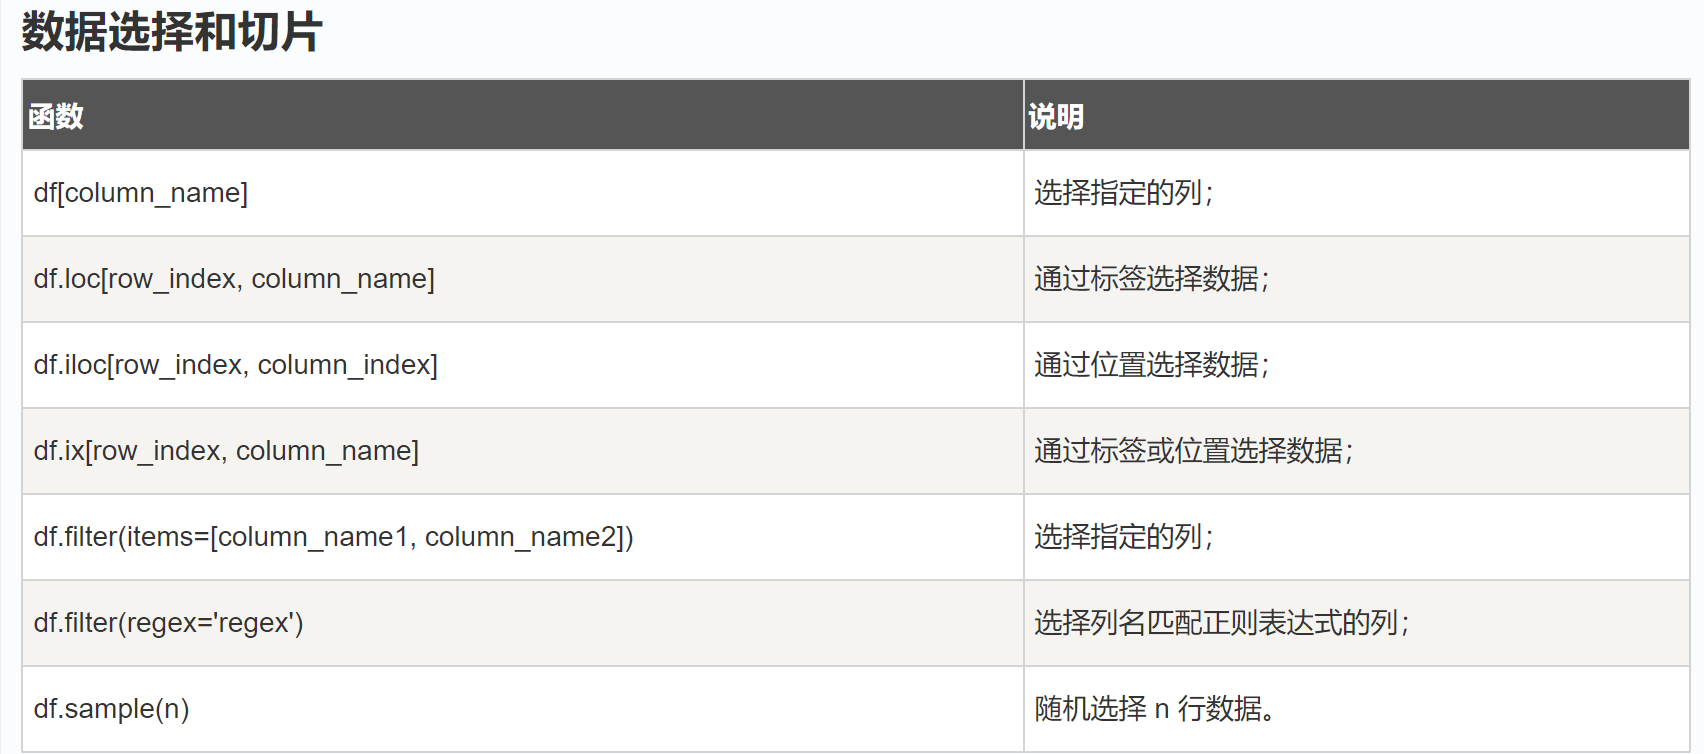 数据选择和切片
函数 说明
df[column_name] 选择指定的列；
df.loc[row_index, column_name] 通过标签选择数据；
df.iloc[row_index, column_index] 通过位置选择数据；
df.ix[row_index, column_name] 通过标签或位置选择数据；
df.filter(items=[column_name1, column_name2]) 选择指定的列；
df.filter(regex='regex') 选择列名匹配正则表达式的列；
df.sample(n) 随机选择 n 行数据。